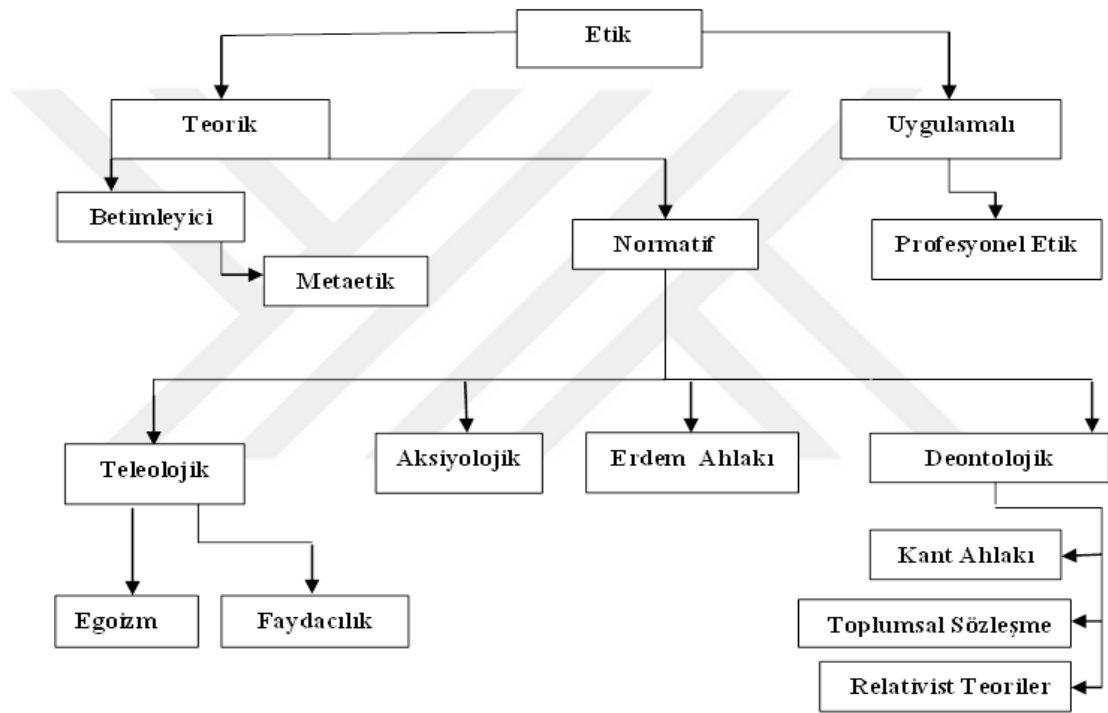 Etik
Teorik
Uygulamalı
Betimleyici
Normatif
Profesyonel Etik
Metaetik
Teleolojik
Aksiyolojik
Erdem Ahlakı
Deontolojik
Kant Ahlakı
Egoizm
Faydacılık
Toplumsal Sözleşme
Relativist Teoriler